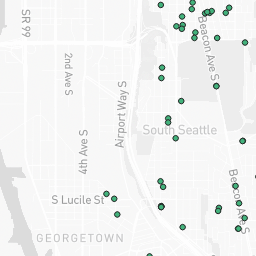 SR 99
2nd Ave S
Airport Way S
Beacon Ave S
4th Ave S
South Seattle
S Lucile St
Beacon Ave S
GEORGETOWN